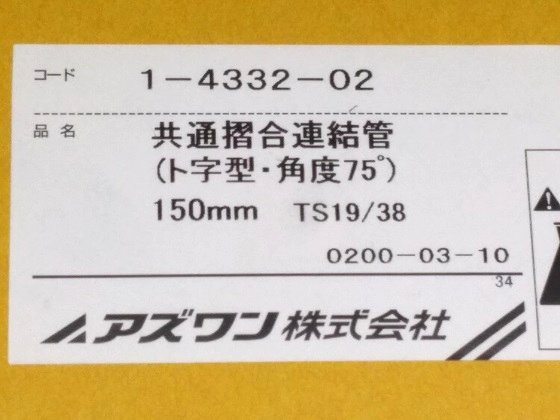 コード 1-4332-02
品名 共通摺合連結管
(ト字型・角度75°)
150mm TS19/38
0200-03-10
34
アズワン株式会社